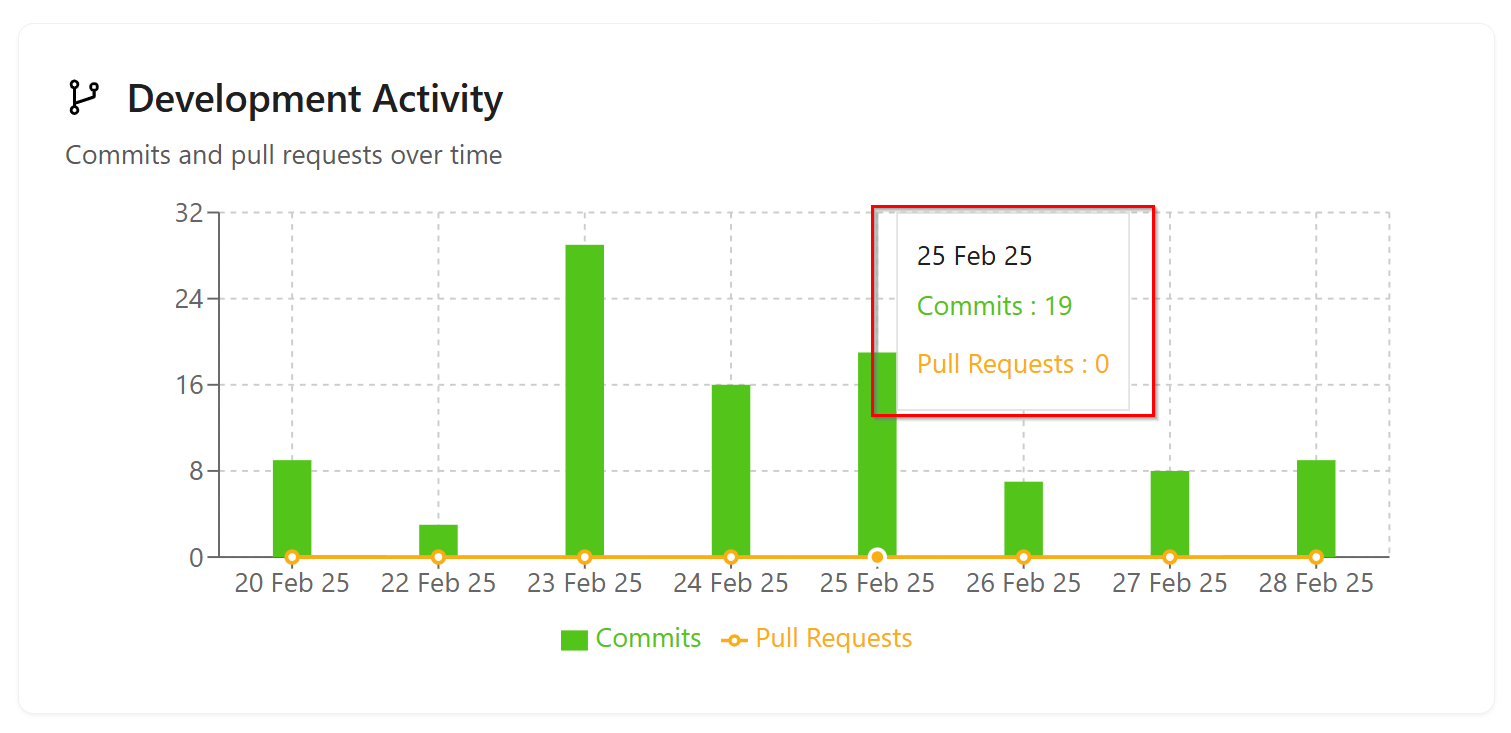 Development Activity
Commits and pull requests over time
32
24
16
8
0
25 Feb 25
Commits : 19
Pull Requests : 0
20 Feb 25 22 Feb 25 23 Feb 25 24 Feb 25 25 Feb 25 26 Feb 25 27 Feb 25 28 Feb 25
Commits Pull Requests